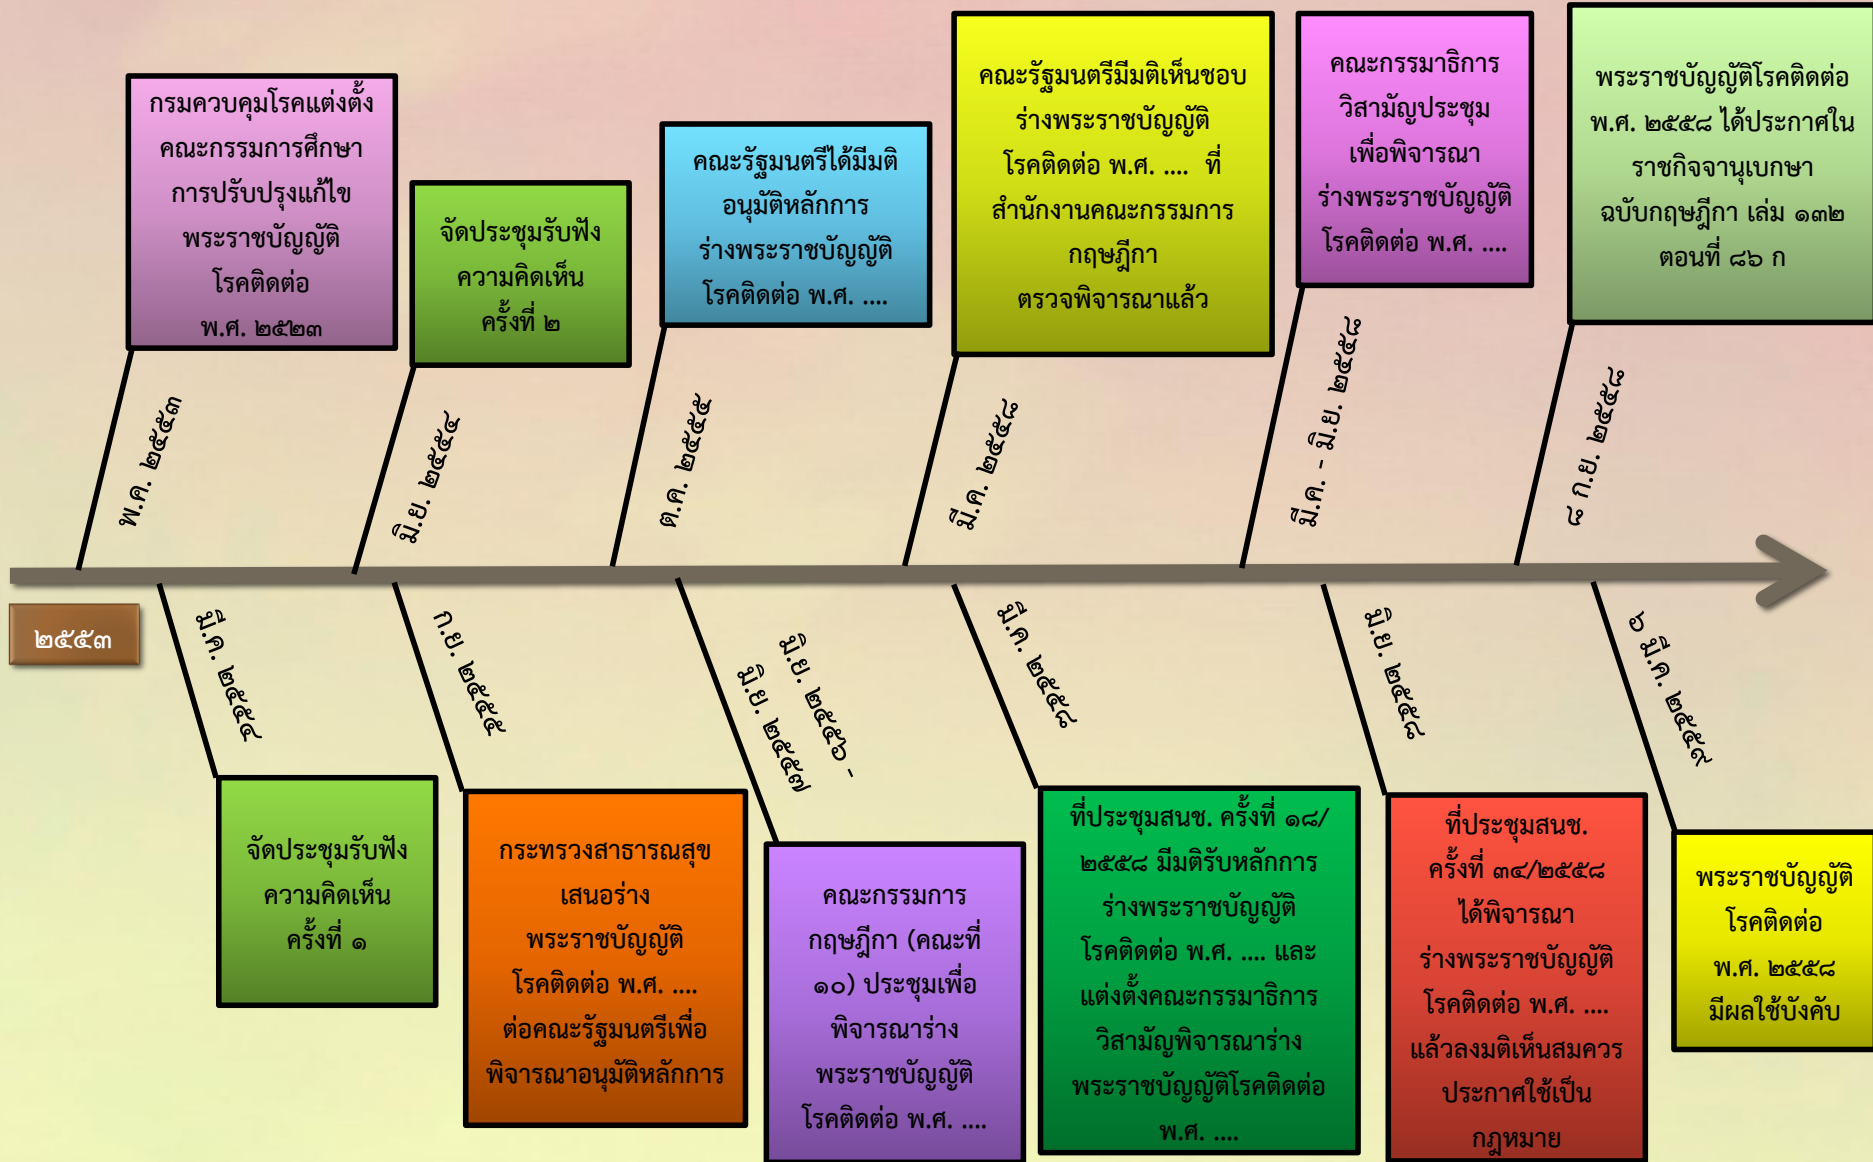 กรมควบคุมโรคแต่งตั้ง
คณะกรรมการศึกษา
การปรับปรุงแก้ไข
พระราชบัญญัติ
โรคติดต่อ
พ.ศ. ๒๕๒๓
พ.ค. ๒๕๕๓
จัดประชุมรับฟัง
ความคิดเห็น
ครั้งที่ ๒
มิ.ย. ๒๕๕๔
คณะรัฐมนตรีได้มีมติ
อนุมัติหลักการ
ร่างพระราชบัญญัติ
โรคติดต่อ พ.ศ. ....
ต.ค. ๒๕๕๕
คณะรัฐมนตรีมีมติเห็นชอบ
ร่างพระราชบัญญัติ
โรคติดต่อ พ.ศ. .... ที่
สำนักงานคณะกรรมการ
กฤษฎีกา
ตรวจพิจารณาแล้ว
มี.ค. ๒๕๕๘
คณะกรรมาธิการ
วิสามัญประชุม
เพื่อพิจารณา
ร่างพระราชบัญญัติ
โรคติดต่อ พ.ศ. ....
มี.ค. - มิ.ย. ๒๕๕๘
พระราชบัญญัติโรคติดต่อ
พ.ศ. ๒๕๕๘ ได้ประกาศใน
ราชกิจจานุเบกษา
ฉบับกฤษฎีกา เล่ม ๑๓๒
ตอนที่ ๘๖ ก
๘ ก.ย. ๒๕๕๘
๒๕๕๓
มี.ค. ๒๕๕๔
จัดประชุมรับฟัง
ความคิดเห็น
ครั้งที่ ๑
ก.ย. ๒๕๕๕
กระทรวงสาธารณสุข
เสนอร่าง
พระราชบัญญัติ
โรคติดต่อ พ.ศ. ....
ต่อคณะรัฐมนตรีเพื่อ
พิจารณาอนุมัติหลักการ
มิ.ย. ๒๕๕๖ -
มิ.ย. ๒๕๕๗
คณะกรรมการ
กฤษฎีกา (คณะที่
๑๐) ประชุมเพื่อ
พิจารณาร่าง
พระราชบัญญัติ
โรคติดต่อ พ.ศ. ....
มี.ค. ๒๕๕๘
ที่ประชุมสนช. ครั้งที่ ๑๘/
๒๕๕๘ มีมติรับหลักการ
ร่างพระราชบัญญัติ
โรคติดต่อ พ.ศ. .... และ
แต่งตั้งคณะกรรมาธิการ
วิสามัญพิจารณาร่าง
พระราชบัญญัติโรคติดต่อ
พ.ศ. ....
มิ.ย. ๒๕๕๘
ที่ประชุมสนช.
ครั้งที่ ๓๔/๒๕๕๘
ได้พิจารณา
ร่างพระราชบัญญัติ
โรคติดต่อ พ.ศ. ....
แล้วลงมติเห็นสมควร
ประกาศใช้เป็น
กฎหมาย
๖ มี.ค. ๒๕๕๙
พระราชบัญญัติ
โรคติดต่อ
พ.ศ. ๒๕๕๘
มีผลใช้บังคับ